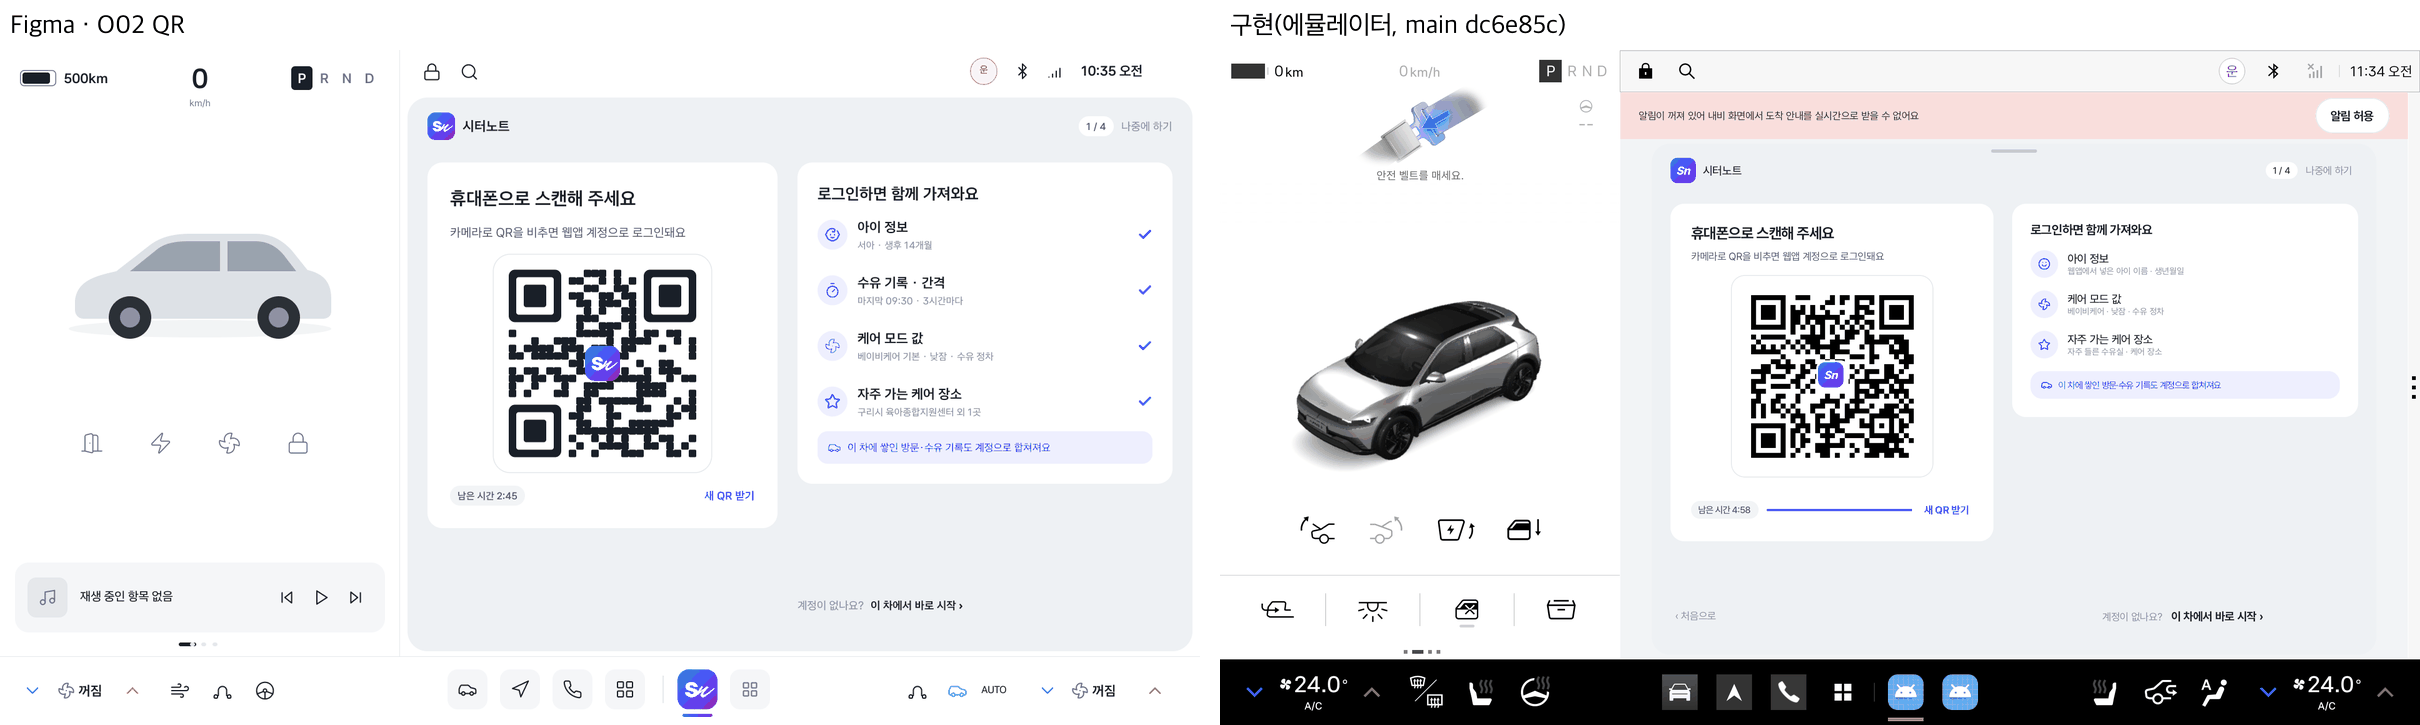 Figma · O02 QR
500km
0
km/h
P R N D
운
10:35 오전
Sn 시터노트
1 / 4 나중에 하기
휴대폰으로 스캔해 주세요
카메라로 QR을 비추면 웹앱 계정으로 로그인돼요
Sn
남은 시간 2:45
새 QR 받기
로그인하면 함께 가져와요
아이 정보
서아 · 생후 14개월
수유 기록 · 간격
마지막 09:30 · 3시간마다
케어 모드 값
베이비케어 기본 · 낮잠 · 수유 정차
자주 가는 케어 장소
구리시 육아종합지원센터 외 1곳
이 차에 쌓인 방문·수유 기록도 계정으로 합쳐져요
계정이 없나요? 이 차에서 바로 시작 ›
재생 중인 항목 없음
꺼짐
Sn
AUTO
꺼짐
구현(에뮬레이터, main dc6e85c)
0km
0km/h
P R N D
--
안전 벨트를 매세요.
운
11:34 오전
알림이 꺼져 있어 내비 화면에서 도착 안내를 실시간으로 받을 수 없어요
알림 허용
Sn 시터노트
1 / 4 나중에 하기
휴대폰으로 스캔해 주세요
카메라로 QR을 비추면 웹앱 계정으로 로그인돼요
Sn
남은 시간 4:58
새 QR 받기
로그인하면 함께 가져와요
아이 정보
웹앱에서 넣은 아이 이름 · 생년월일
케어 모드 값
베이비케어 · 낮잠 · 수유 정차
자주 가는 케어 장소
자주 들른 수유실 · 케어 장소
이 차에 쌓인 방문·수유 기록도 계정으로 합쳐져요
‹ 처음으로
계정이 없나요? 이 차에서 바로 시작 ›
24.0°
A/C
A
24.0°
A/C